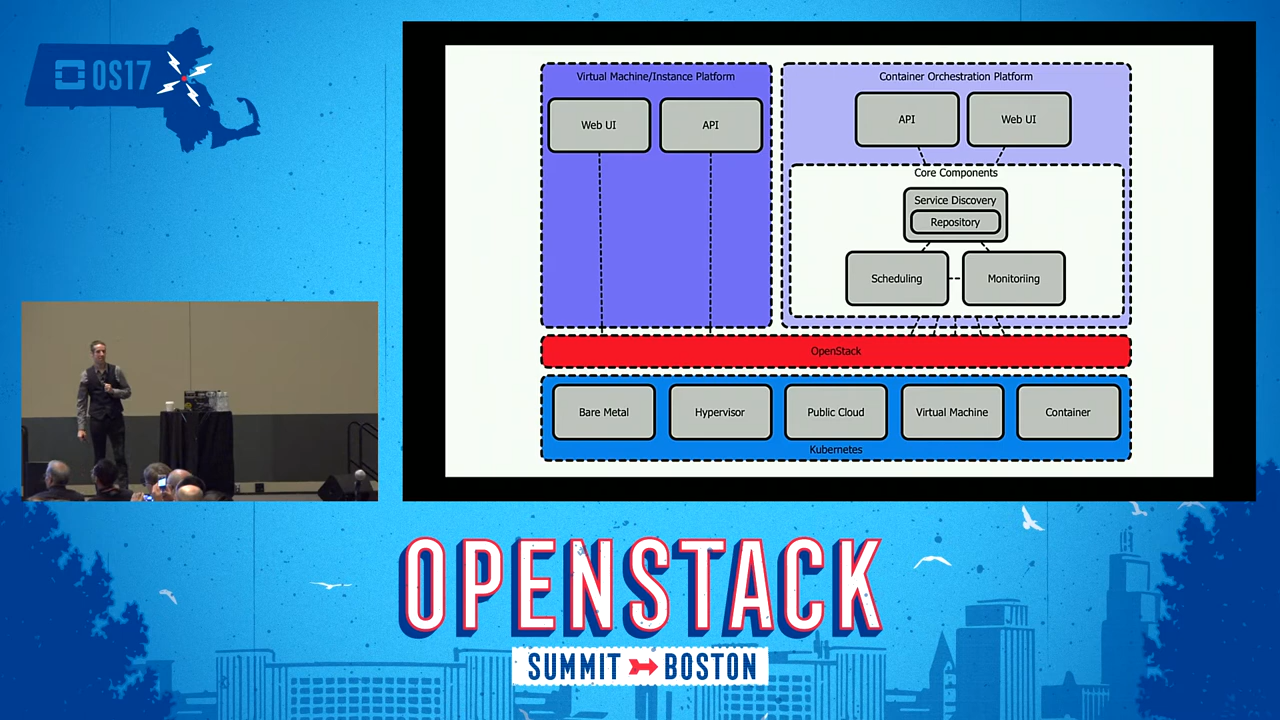 OS17
Virtual Machine/Instance Platform
Web UI
API
Container Orchestration Platform
API
Web UI
Core Components
Service Discovery
Repository
Scheduling
Monitoriing
OpenStack
Bare Metal
Hypervisor
Public Cloud
Virtual Machine
Container
Kubernetes
OPENSTACK
SUMMIT BOSTON